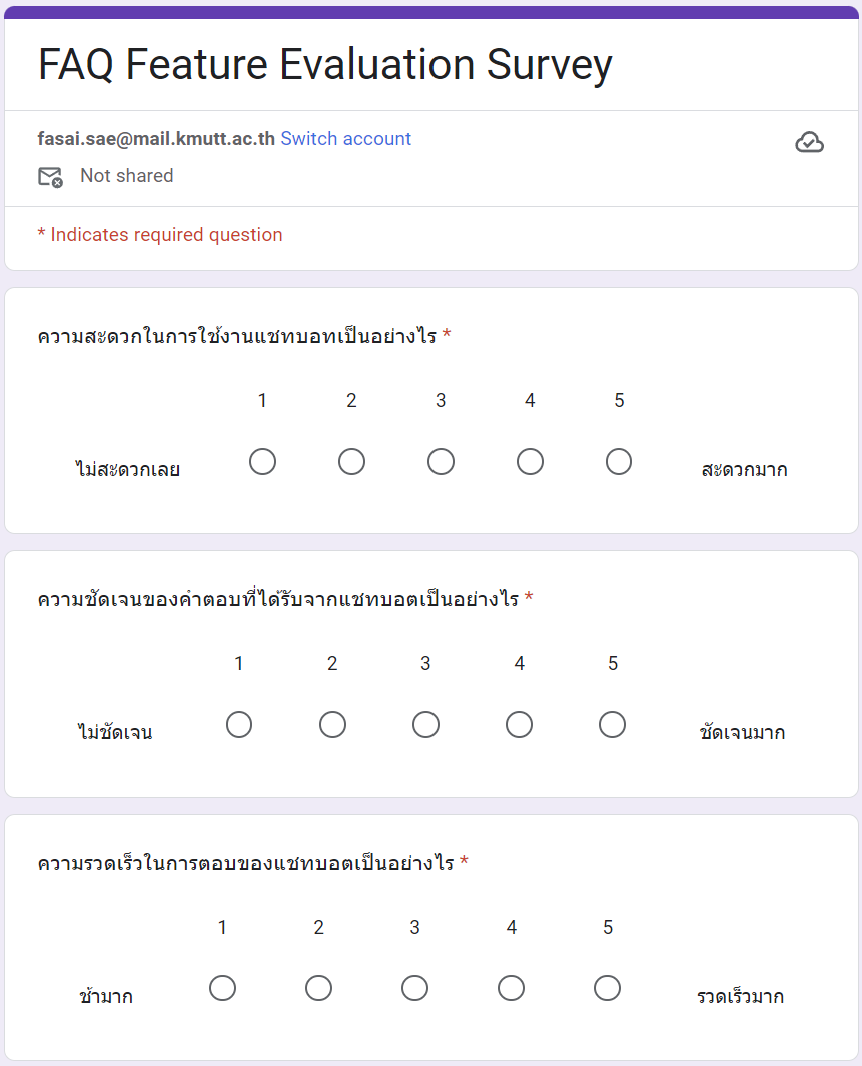 FAQ Feature Evaluation Survey
fasai.sae@mail.kmutt.ac.th Switch account
Not shared
* Indicates required question
ความสะดวกในการใช้งานแชทบอทเป็นอย่างไร *
1 2 3 4 5
ไม่สะดวกเลย สะดวกมาก
ความชัดเจนของคำตอบที่ได้รับจากแชทบอตเป็นอย่างไร *
1 2 3 4 5
ไม่ชัดเจน ชัดเจนมาก
ความรวดเร็วในการตอบของแชทบอตเป็นอย่างไร *
1 2 3 4 5
ช้ามาก รวดเร็วมาก